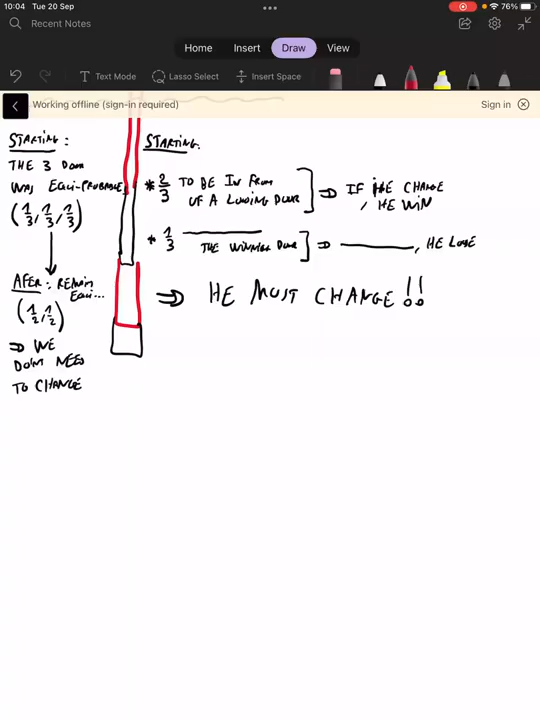 10:04 Tue 20 Sep
76%
Recent Notes
Home Insert Draw View
Text Mode Lasso Select Insert Space
Working offline (sign-in required) Sign in
STARTING :
THE 3 DOOR
WAS EQUI-PROBABLE
(1/3, 1/3, 1/3)
AFER : REMAIN
EQUI...
(1/2, 1/2)
⇒ WE
DON'T NEED
TO CHANGE
STARTING.
* 2/3 TO BE IN FROM
OF A LOOSING DOOR ⇒ IF HE CHANGE
, HE WIN
* 1/3 THE WINNER DOOR ⇒ , HE LOSE
⇒ HE MUST CHANGE !!